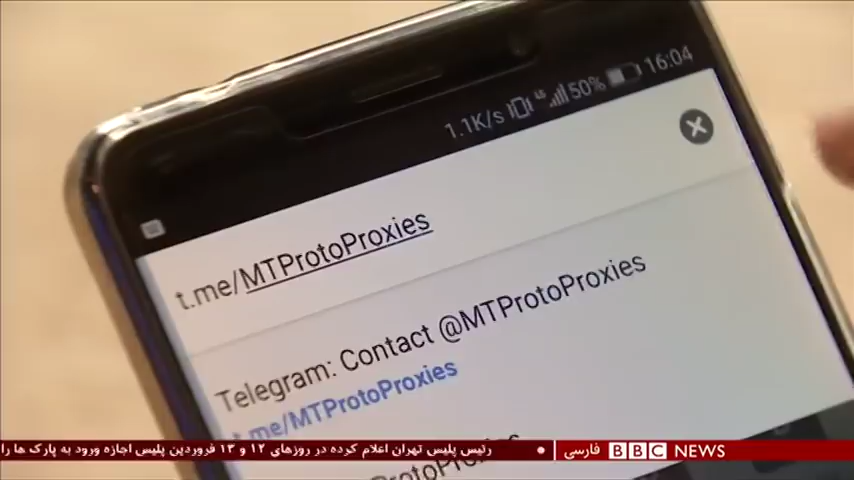 1.1K/s 50% 16:04
t.me/MTProtoProxies
Telegram: Contact @MTProtoProxies
t.me/MTProtoProxies
رئیس پلیس تهران اعلام کرده در روزهای ۱۲ و ۱۳ فروردین پلیس اجازه ورود به پارک ها را
فارسی BBC NEWS